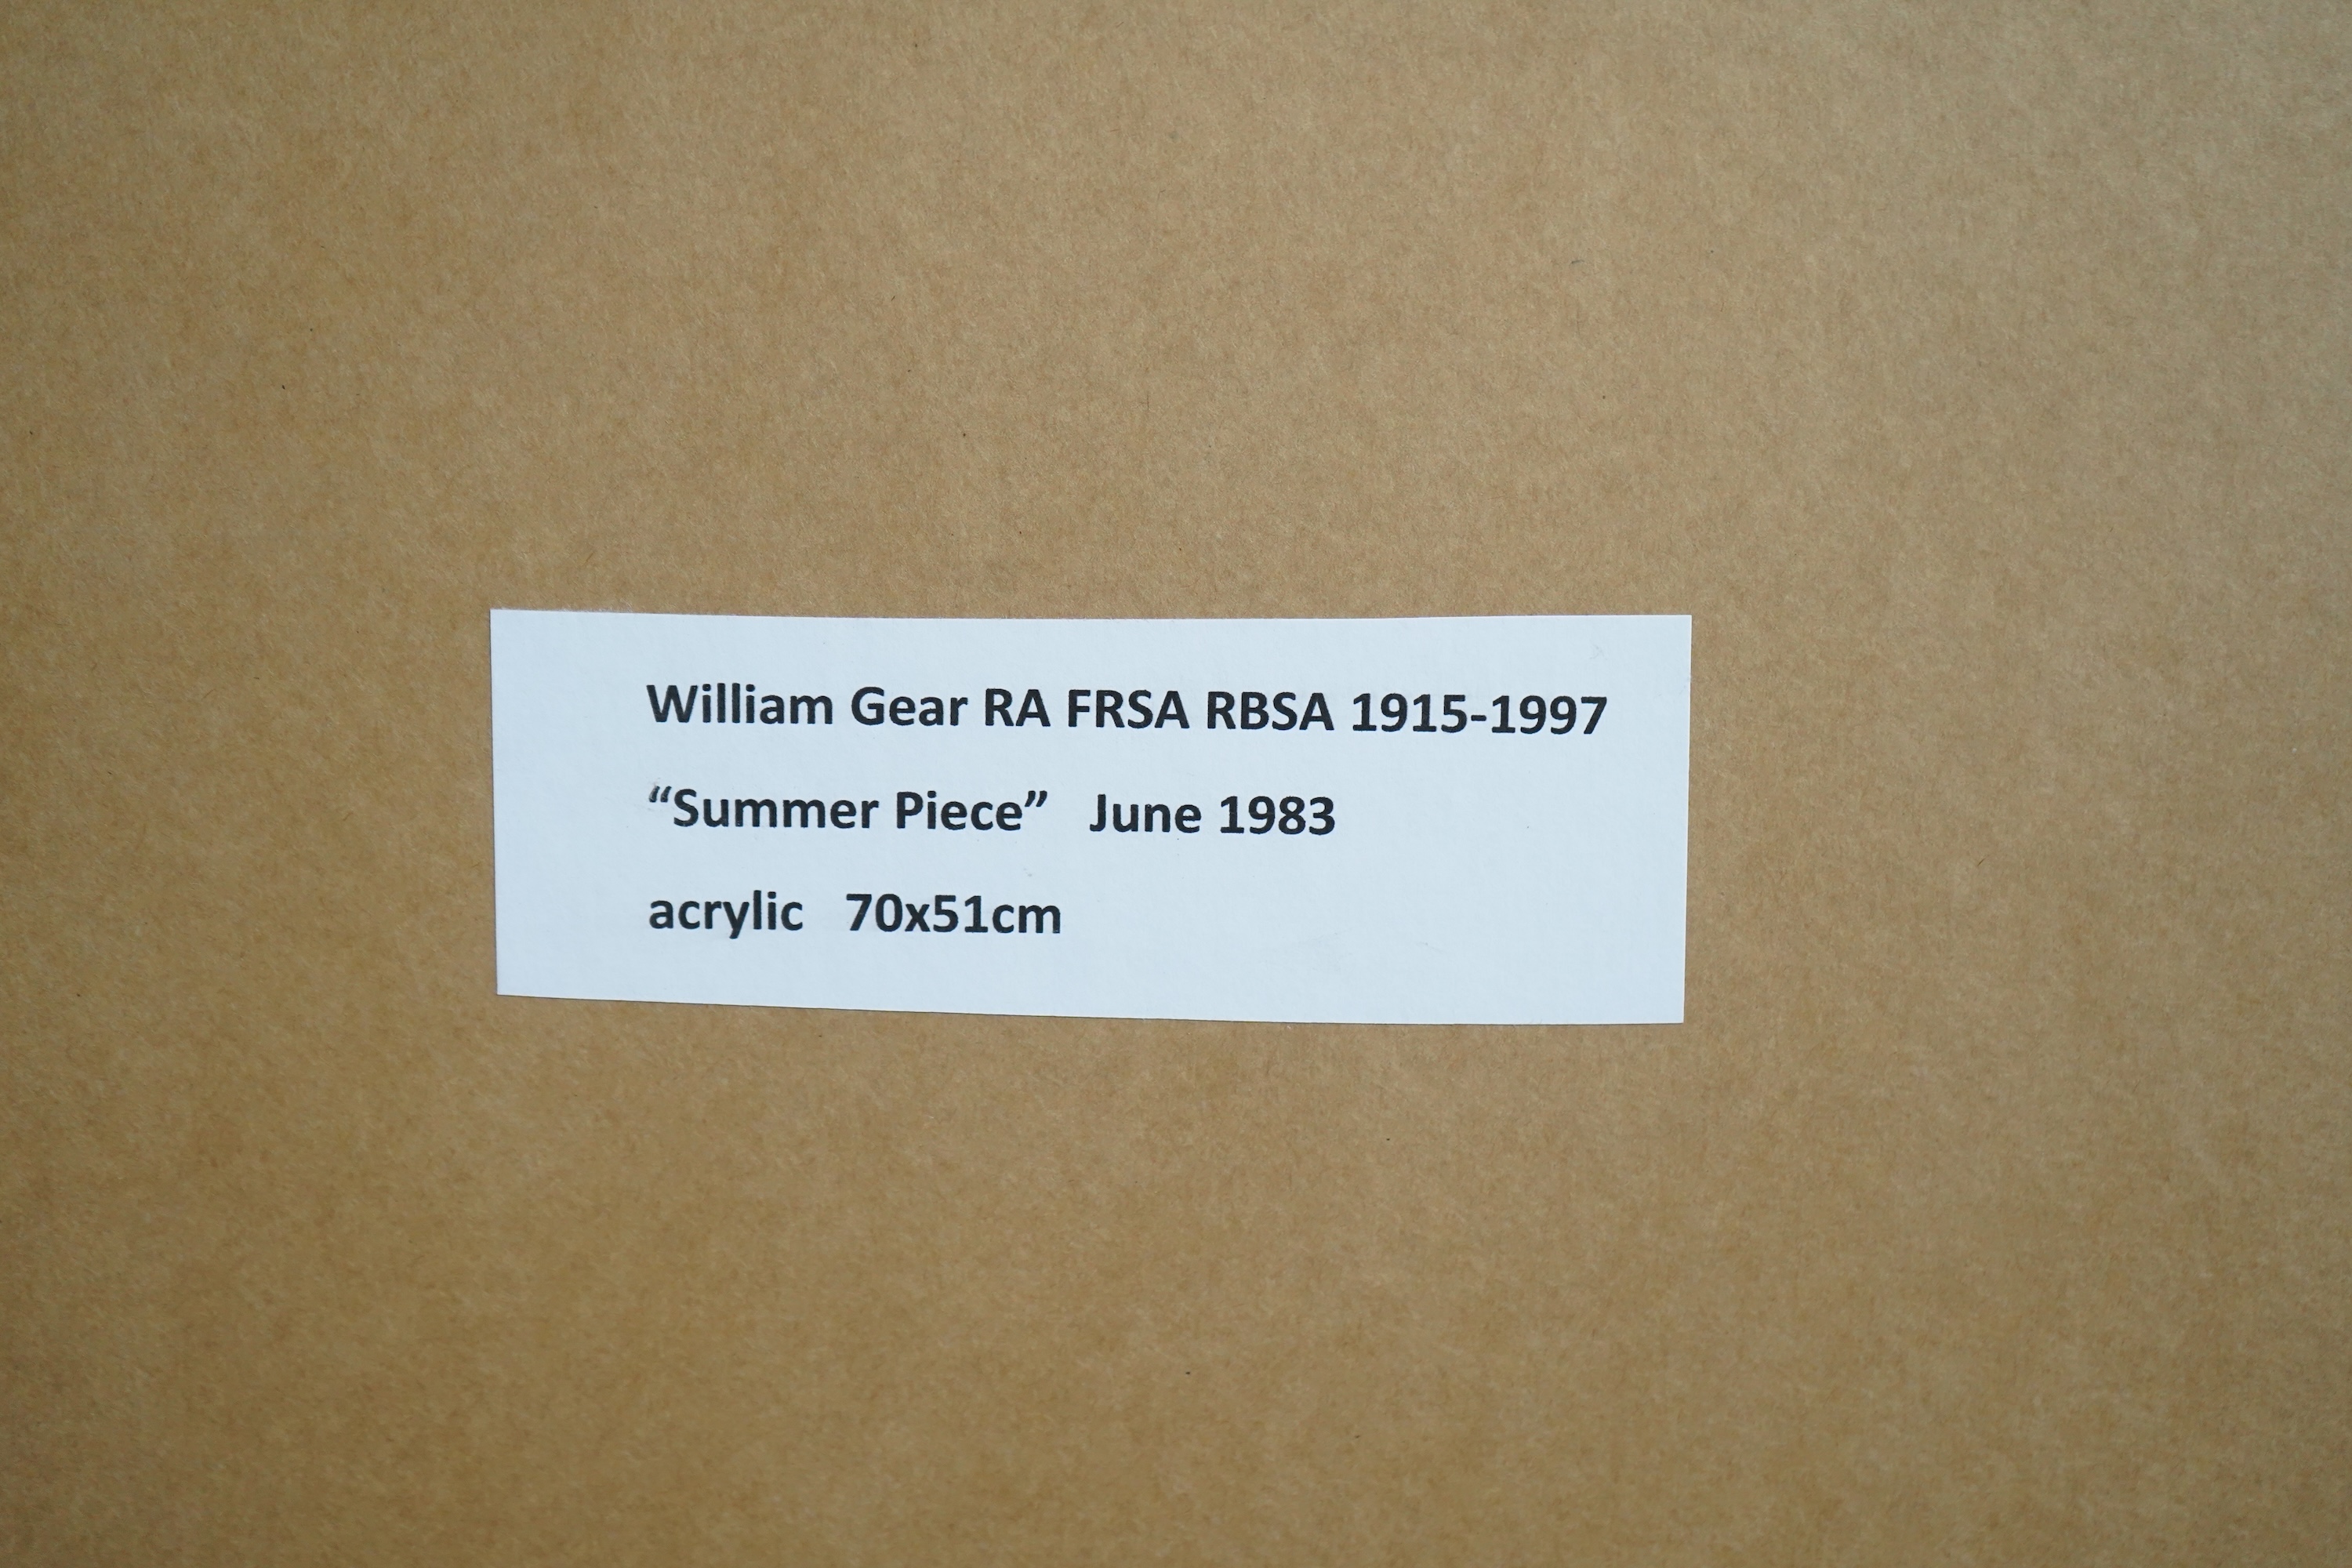 William Gear RA FRSA RBSA 1915-1997
“Summer Piece”   June 1983
acrylic   70x51cm